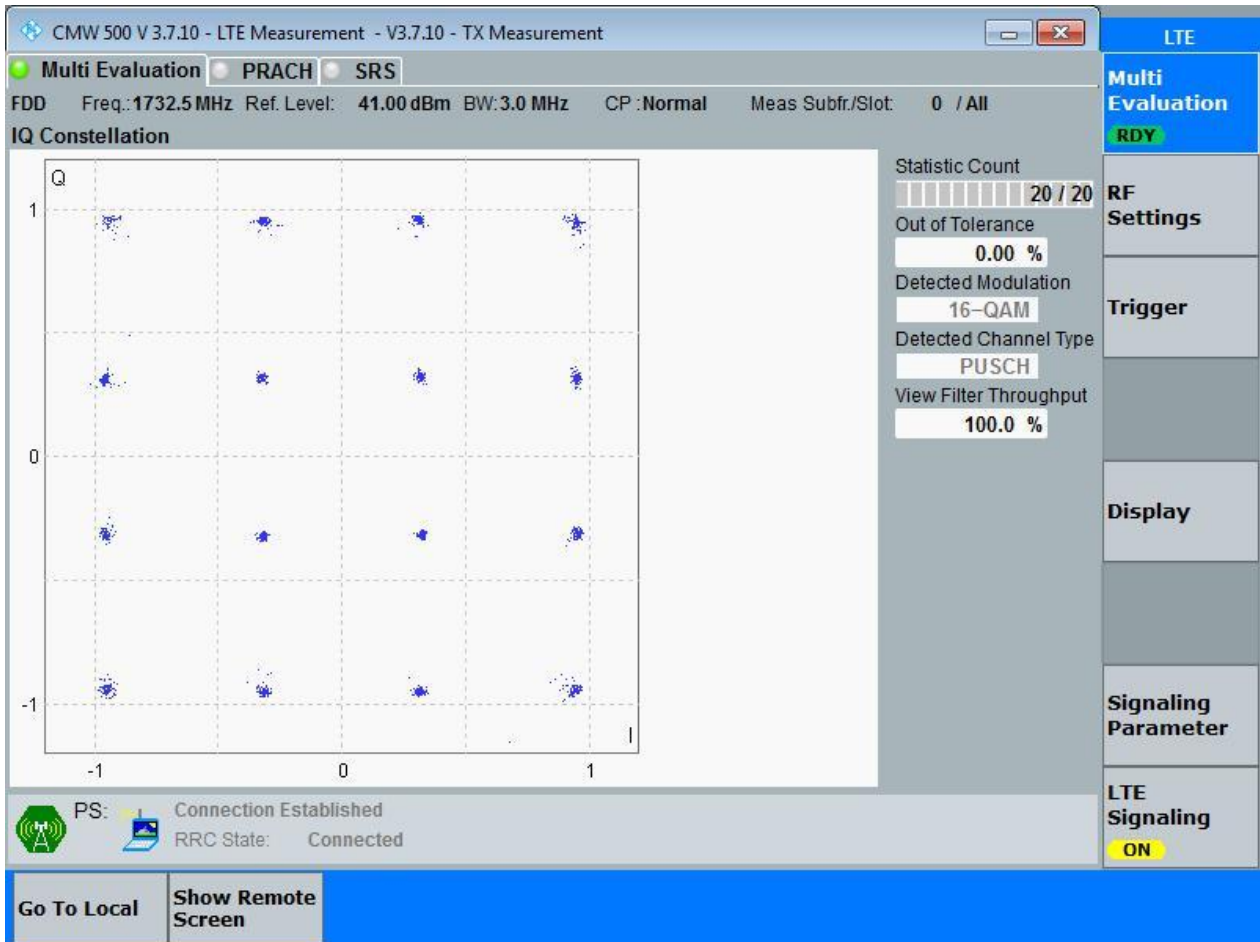 CMW 500 V 3.7.10 - LTE Measurement - V3.7.10 - TX Measurement
LTE
Multi Evaluation PRACH SRS
FDD Freq.: 1732.5 MHz Ref. Level: 41.00 dBm BW: 3.0 MHz CP : Normal Meas Subfr./Slot: 0 / All
IQ Constellation
Q
1
0
-1
I
-1 0 1
Statistic Count
20 / 20
Out of Tolerance
0.00 %
Detected Modulation
16-QAM
Detected Channel Type
PUSCH
View Filter Throughput
100.0 %
Multi
Evaluation
RDY
RF
Settings
Trigger
Display
Signaling
Parameter
LTE
Signaling
ON
PS: Connection Established
RRC State: Connected
Go To Local
Show Remote
Screen